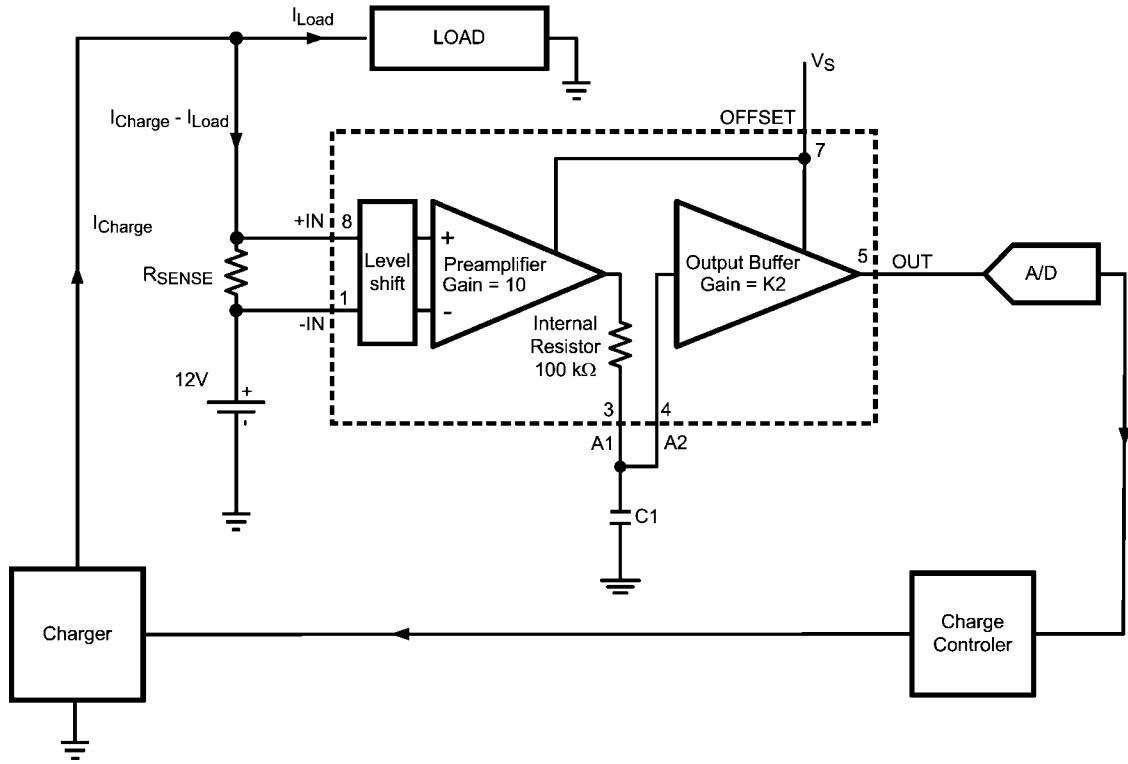 I Load
LOAD
VS
ICharge - ILoad
OFFSET
7
ICharge
+IN
8
Level
shift
+
-
Preamplifier
Gain = 10
Output Buffer
Gain = K2
5
OUT
A/D
RSENSE
1
-IN
Internal
Resistor
100 kΩ
12V
+
-
3
4
A1
A2
C1
Charger
Charge
Controler